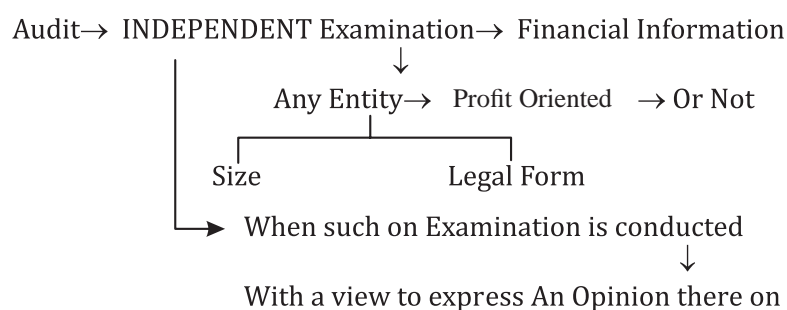 Audit→ INDEPENDENT Examination→ Financial Information
↓
Any Entity→ Profit Oriented → Or Not
Size Legal Form
When such on Examination is conducted
↓
With a view to express An Opinion there on